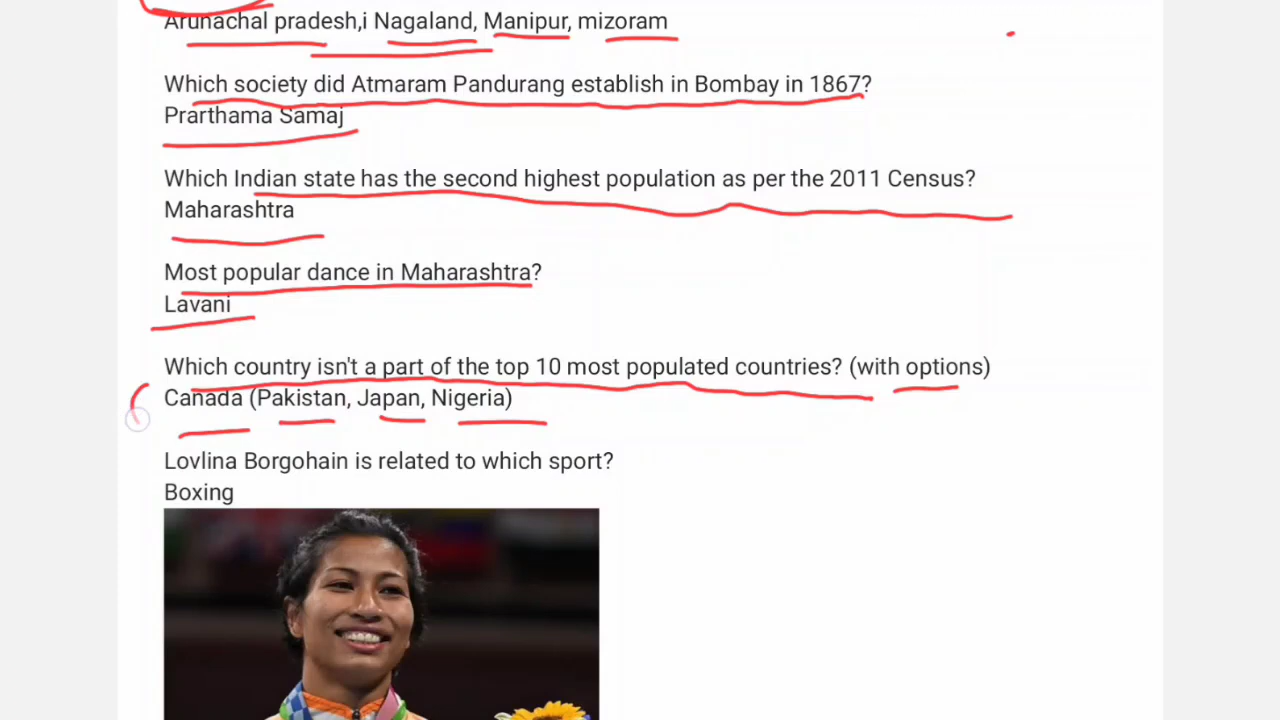 Arunachal pradesh,i Nagaland, Manipur, mizoram
Which society did Atmaram Pandurang establish in Bombay in 1867?
Prarthama Samaj
Which Indian state has the second highest population as per the 2011 Census?
Maharashtra
Most popular dance in Maharashtra?
Lavani
Which country isn't a part of the top 10 most populated countries? (with options)
Canada (Pakistan, Japan, Nigeria)
Lovlina Borgohain is related to which sport?
Boxing